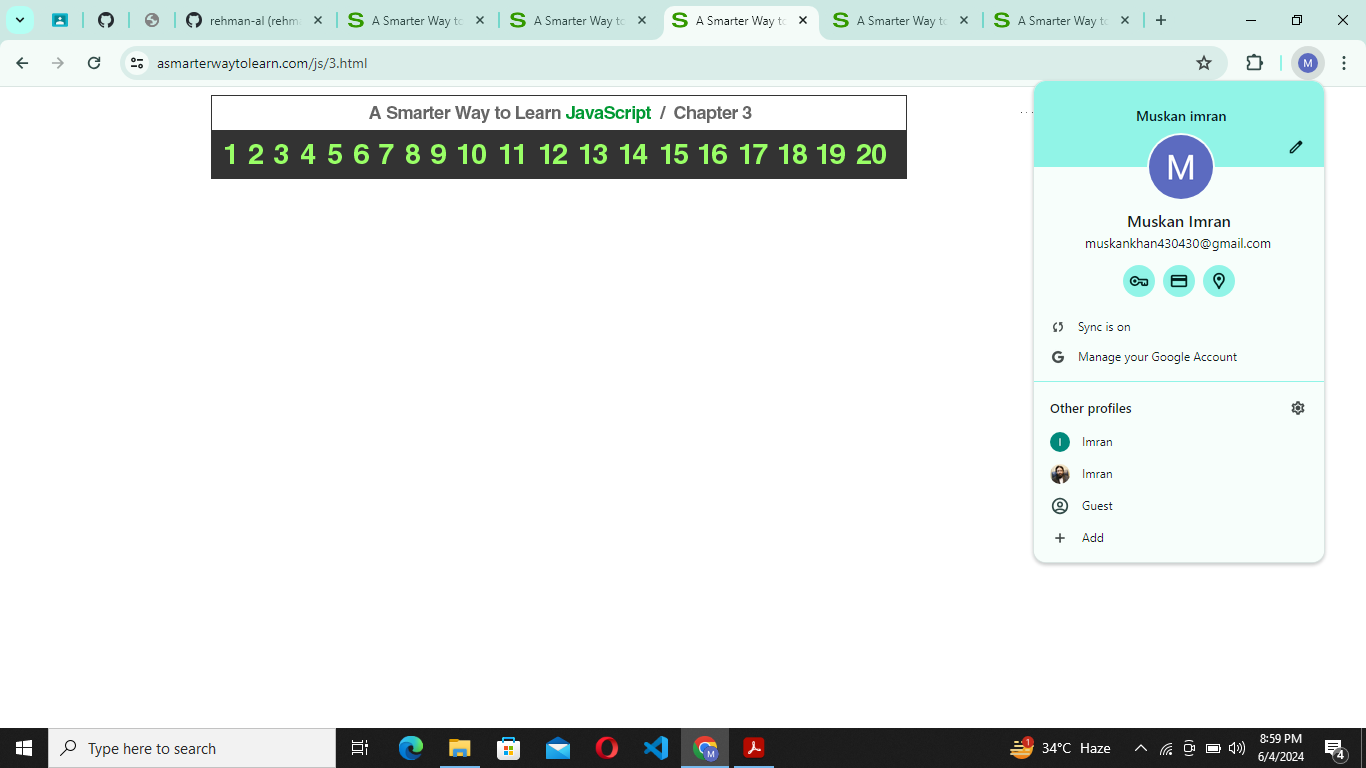 rehman-al (rehm
A Smarter Way to
A Smarter Way to
A Smarter Way to
A Smarter Way to
A Smarter Way to
asmarterwaytolearn.com/js/3.html
M
A Smarter Way to Learn JavaScript / Chapter 3
1 2 3 4 5 6 7 8 9 10 11 12 13 14 15 16 17 18 19 20
Muskan imran
M
Muskan Imran
muskankhan430430@gmail.com
Sync is on
Manage your Google Account
Other profiles
I Imran
Imran
Guest
Add
Type here to search
M
1
34°C Haze
8:59 PM
6/4/2024
4